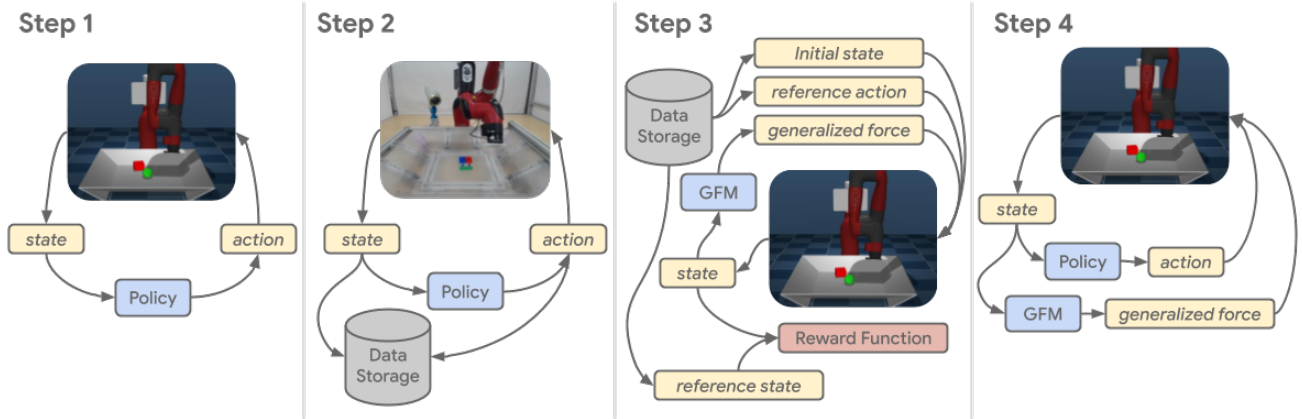 Step 1
state
action
Policy
Step 2
state
action
Policy
Data
Storage
Step 3
Initial state
reference action
generalized force
Data
Storage
GFM
state
Reward Function
reference state
Step 4
state
Policy
action
GFM
generalized force